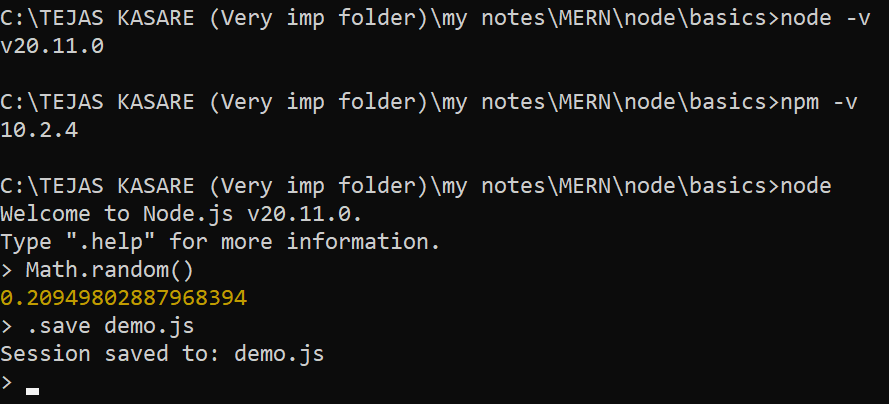 C:\TEJAS KASARE (Very imp folder)\my notes\MERN\node\basics>node -v
v20.11.0
C:\TEJAS KASARE (Very imp folder)\my notes\MERN\node\basics>npm -v
10.2.4
C:\TEJAS KASARE (Very imp folder)\my notes\MERN\node\basics>node
Welcome to Node.js v20.11.0.
Type ".help" for more information.
> Math.random()
0.20949802887968394
> .save demo.js
Session saved to: demo.js
>